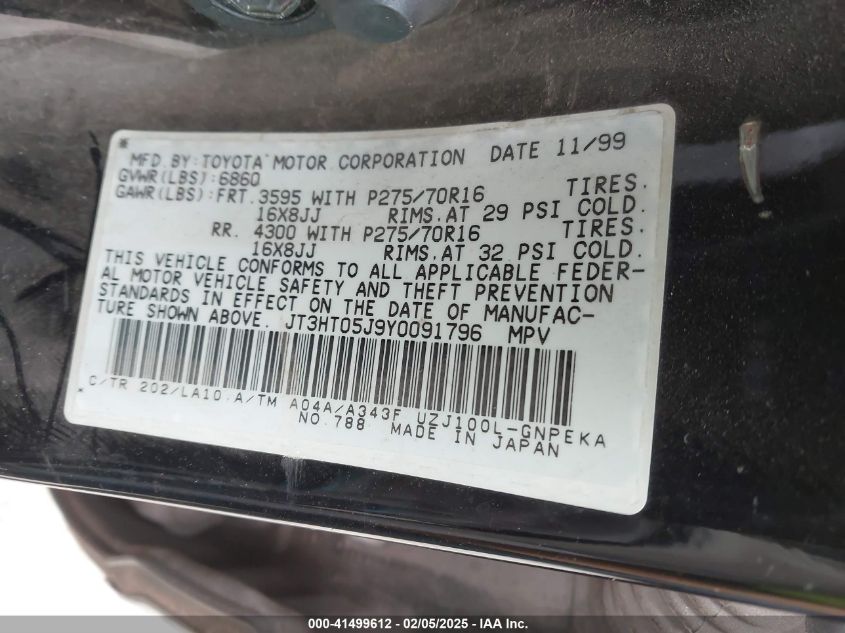 MFD.BY:TOYOTA MOTOR CORPORATION DATE 11/99
GVWR(LBS):6860
GAWR(LBS):FRT.3595 WITH P275/70R16 TIRES.
16X8JJ RIMS.AT 29 PSI COLD.
RR. 4300 WITH P275/70R16 TIRES.
16X8JJ RIMS.AT 32 PSI COLD.
THIS VEHICLE CONFORMS TO ALL APPLICABLE FEDER-
AL MOTOR VEHICLE SAFETY AND THEFT PREVENTION
STANDARDS IN EFFECT ON THE DATE OF MANUFAC-
TURE SHOWN ABOVE. JT3HT05J9Y0091796 MPV
C/TR 202/LA10 A/TM A04A/A343F UZJ100L-GNPEKA
NO.788 MADE IN JAPAN
000-41499612 - 02/05/2025 - IAA Inc.